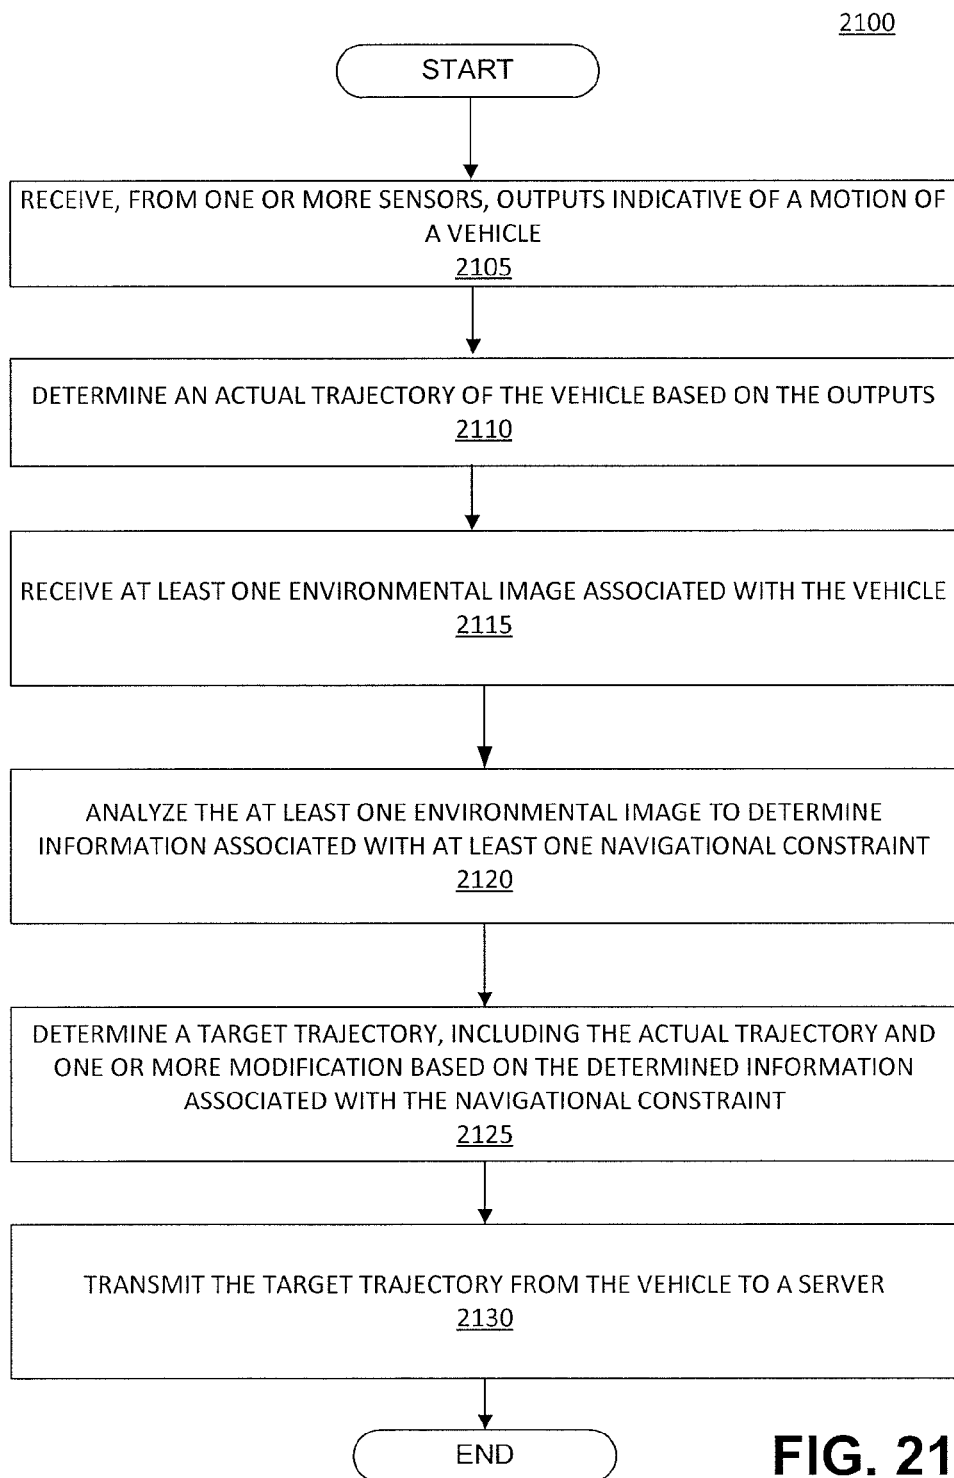 2100
START
RECEIVE, FROM ONE OR MORE SENSORS, OUTPUTS INDICATIVE OF A MOTION OF
A VEHICLE
2105
DETERMINE AN ACTUAL TRAJECTORY OF THE VEHICLE BASED ON THE OUTPUTS
2110
RECEIVE AT LEAST ONE ENVIRONMENTAL IMAGE ASSOCIATED WITH THE VEHICLE
2115
ANALYZE THE AT LEAST ONE ENVIRONMENTAL IMAGE TO DETERMINE
INFORMATION ASSOCIATED WITH AT LEAST ONE NAVIGATIONAL CONSTRAINT
2120
DETERMINE A TARGET TRAJECTORY, INCLUDING THE ACTUAL TRAJECTORY AND
ONE OR MORE MODIFICATION BASED ON THE DETERMINED INFORMATION
ASSOCIATED WITH THE NAVIGATIONAL CONSTRAINT
2125
TRANSMIT THE TARGET TRAJECTORY FROM THE VEHICLE TO A SERVER
2130
END
FIG. 21